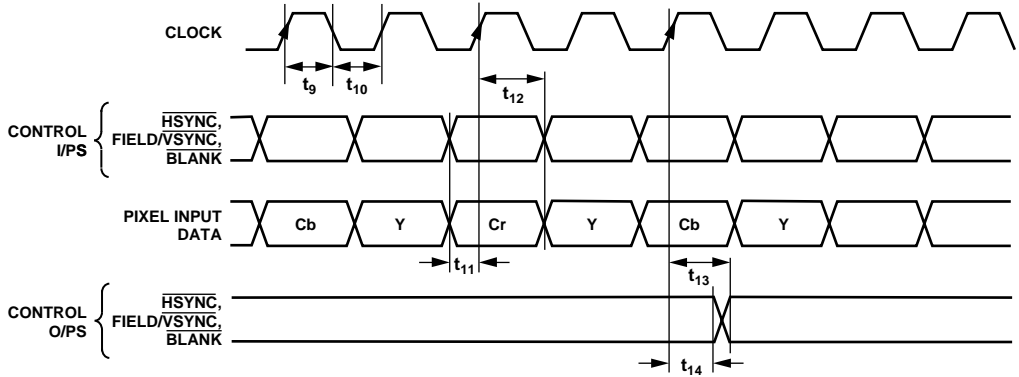 CLOCK
t9
t10
t12
CONTROL
I/PS
HSYNC,
FIELD/VSYNC,
BLANK
PIXEL INPUT
DATA
Cb
Y
Cr
Y
Cb
Y
t11
t13
CONTROL
O/PS
HSYNC,
FIELD/VSYNC,
BLANK
t14